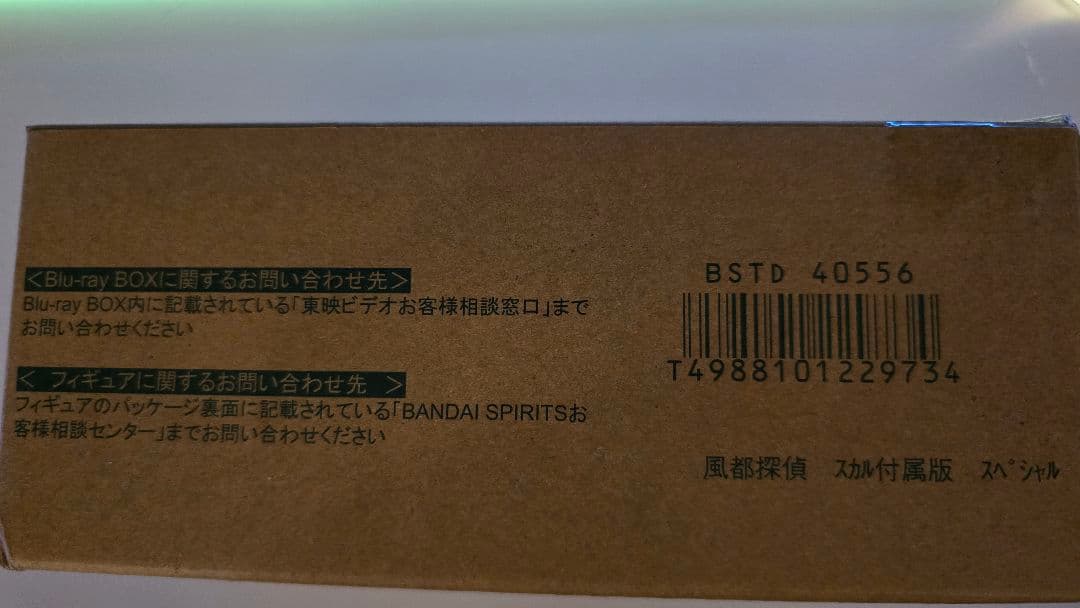 <Blu-ray BOXに関するお問い合わせ先>
Blu-ray BOX内に記載されている「東映ビデオお客様相談窓口」まで
お問い合わせください
< フィギュアに関するお問い合わせ先 >
フィギュアのパッケージ裏面に記載されている「BANDAI SPIRITSお
客様相談センター」までお問い合わせください
BSTD 40556
T4988101229734
風都探偵 スカル付属版 スペシャル